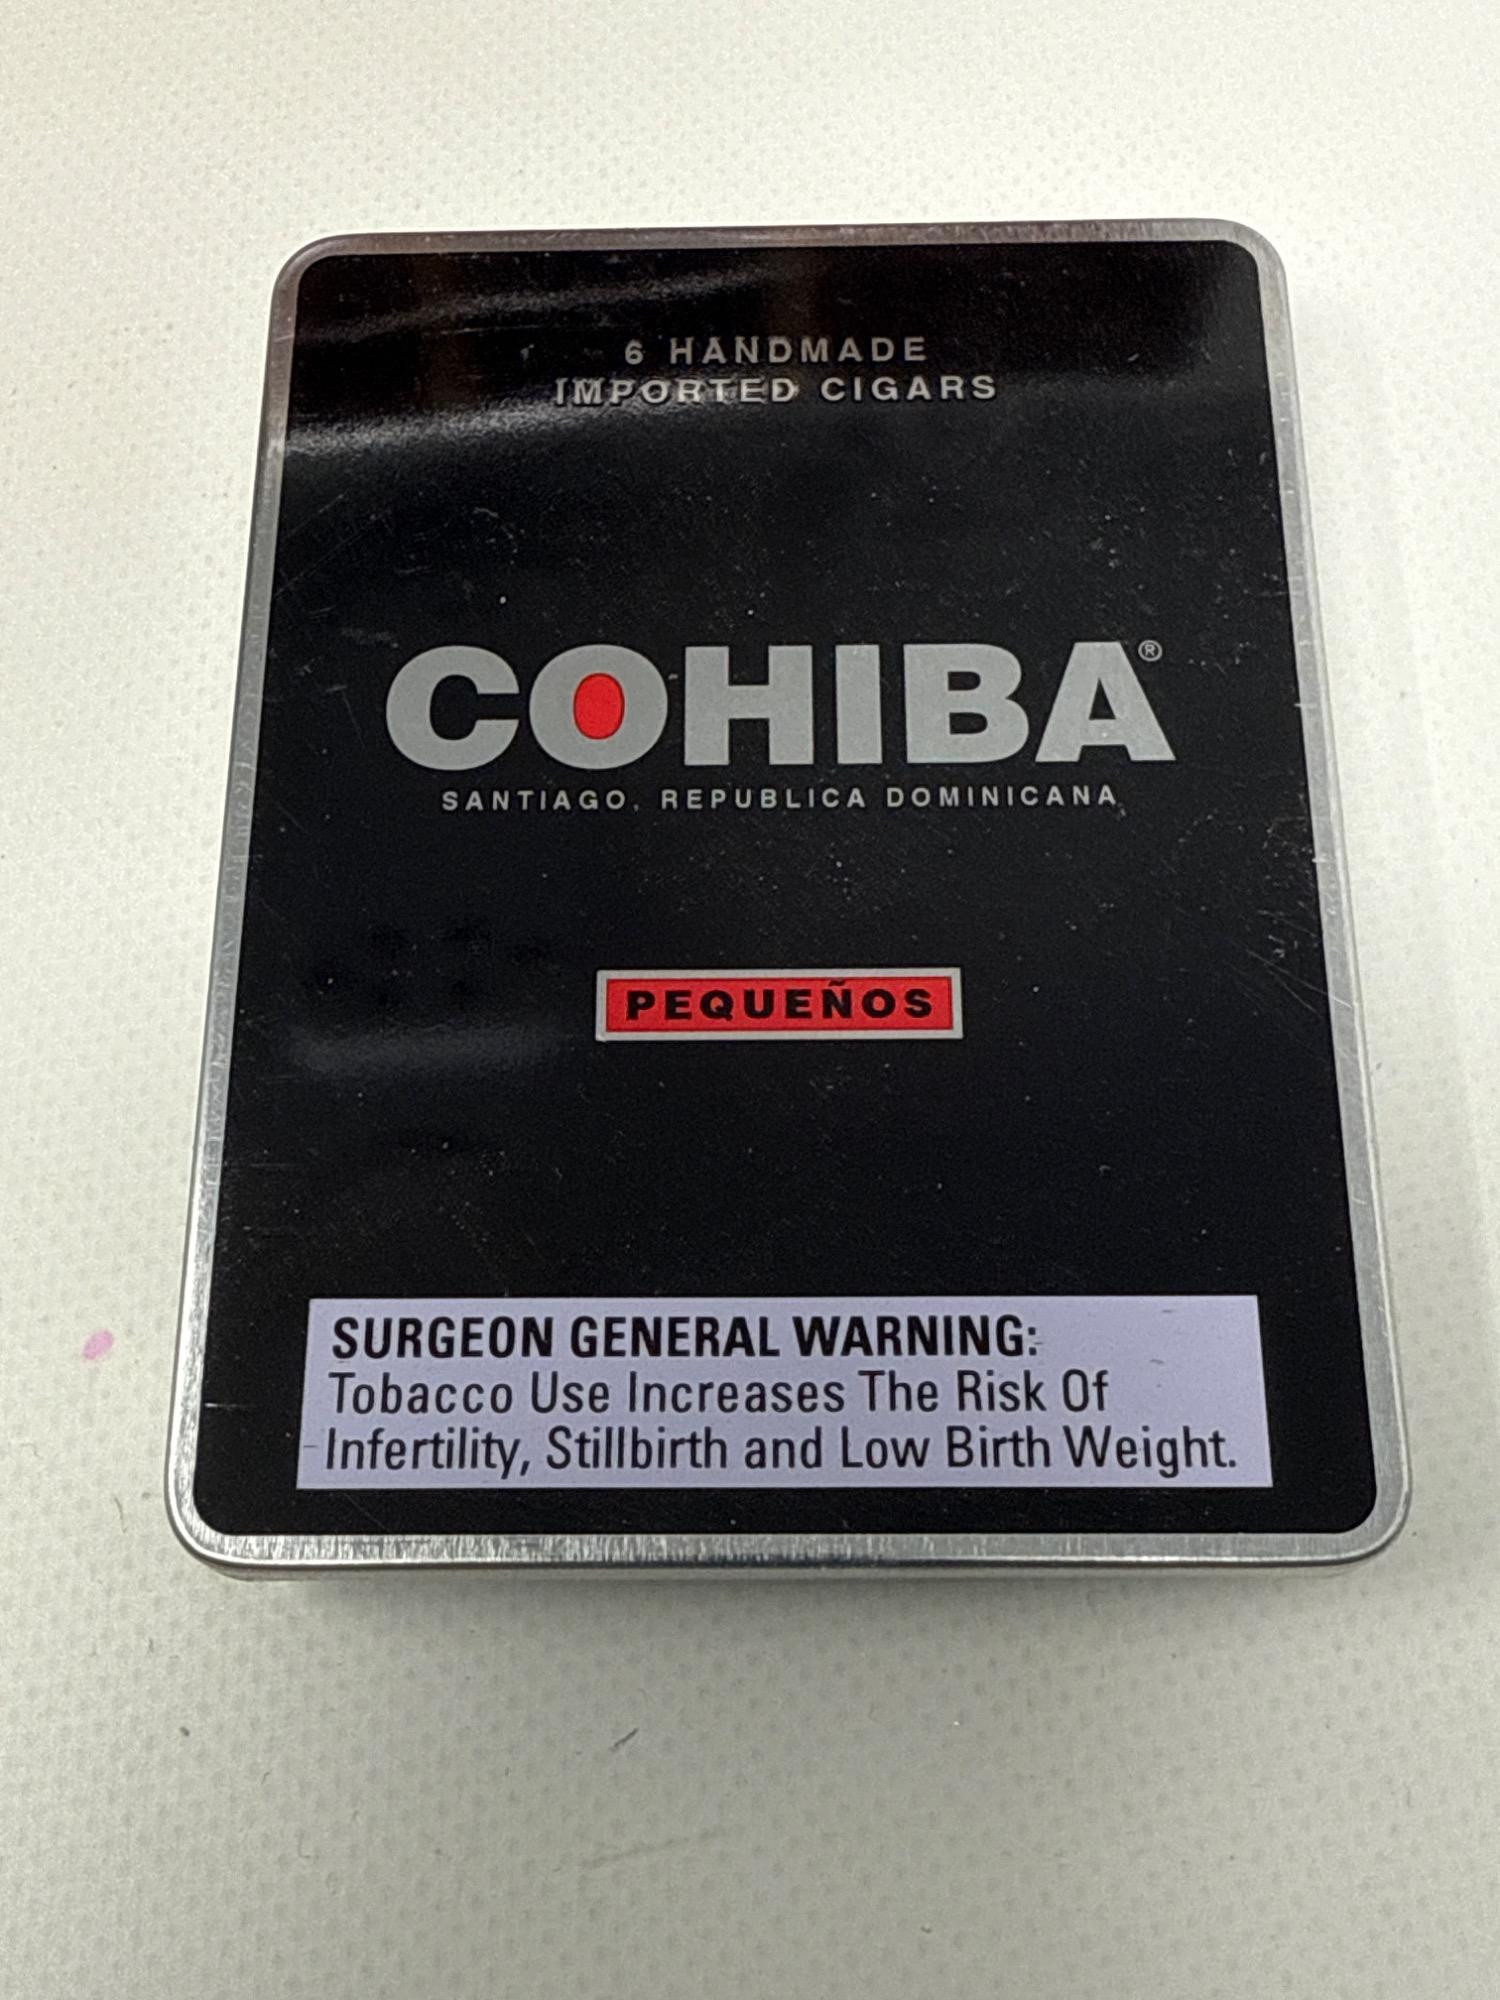 6 HANDMADE
IMPORTED CIGARS
COHIBA®
SANTIAGO, REPUBLICA DOMINICANA
PEQUEÑOS
SURGEON GENERAL WARNING:
Tobacco Use Increases The Risk Of
Infertility, Stillbirth and Low Birth Weight.